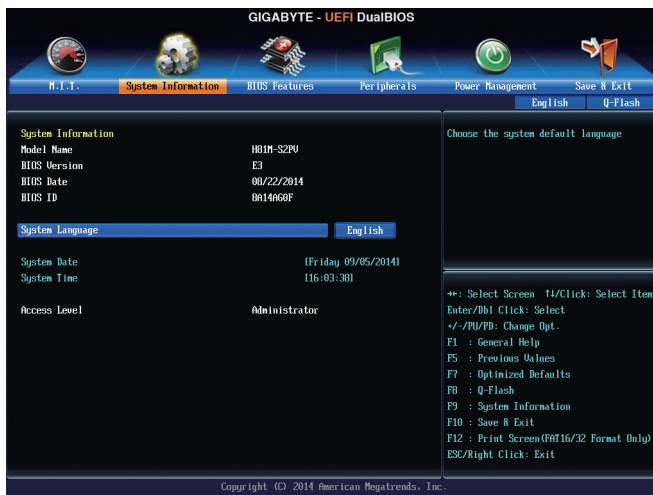 GIGABYTE - UEFI DualBIOS
M.I.T. System Information BIOS Features Peripherals Power Management Save & Exit
English Q-Flash
System Information
Model Name H81M-S2PV
BIOS Version E3
BIOS Date 08/22/2014
BIOS ID 8A14AG0F
System Language English
System Date [Friday 09/05/2014]
System Time [16:03:38]
Access Level Administrator
Choose the system default language
→←: Select Screen ↑↓/Click: Select Item
Enter/Dbl Click: Select
+/-/PU/PD: Change Opt.
F1 : General Help
F5 : Previous Values
F7 : Optimized Defaults
F8 : Q-Flash
F9 : System Information
F10 : Save & Exit
F12 : Print Screen(FAT16/32 Format Only)
ESC/Right Click: Exit
Copyright (C) 2014 American Megatrends, Inc.